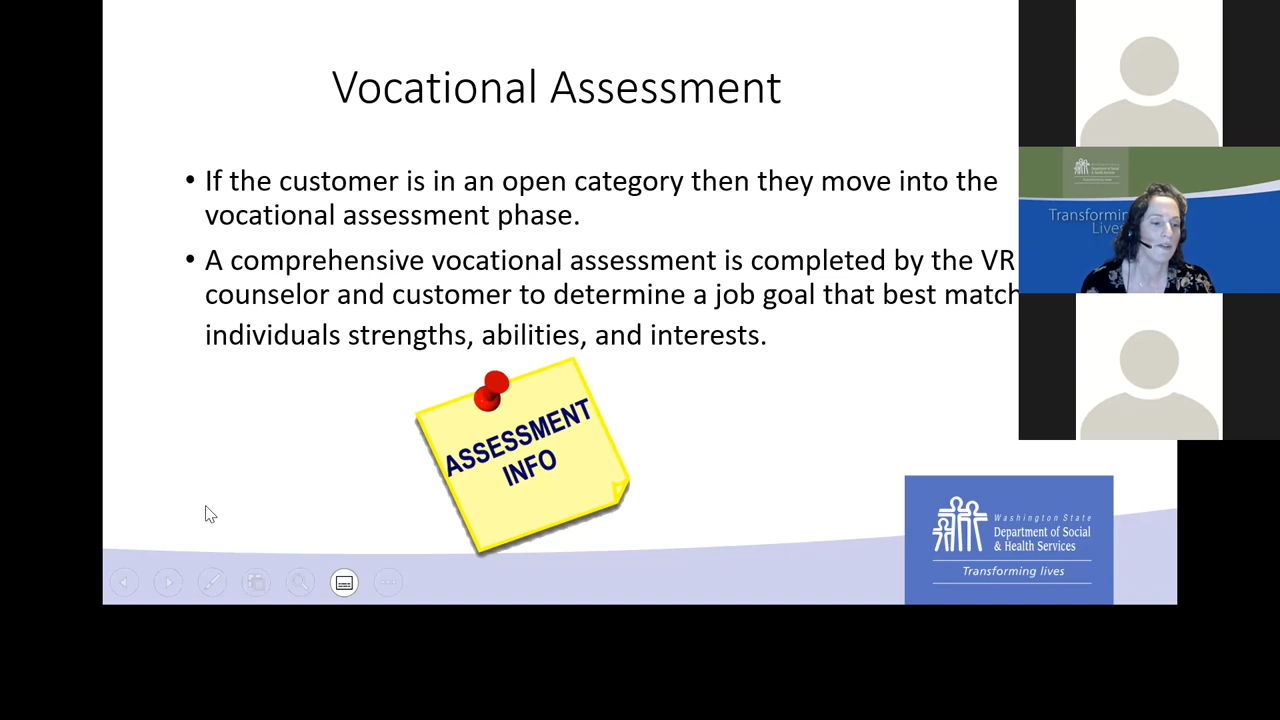 Vocational Assessment
• If the customer is in an open category then they move into the
vocational assessment phase.
• A comprehensive vocational assessment is completed by the VR
counselor and customer to determine a job goal that best match
individuals strengths, abilities, and interests.
ASSESSMENT
INFO
Transforming
Lives
Washington State
Department of Social
& Health Services
Transforming lives